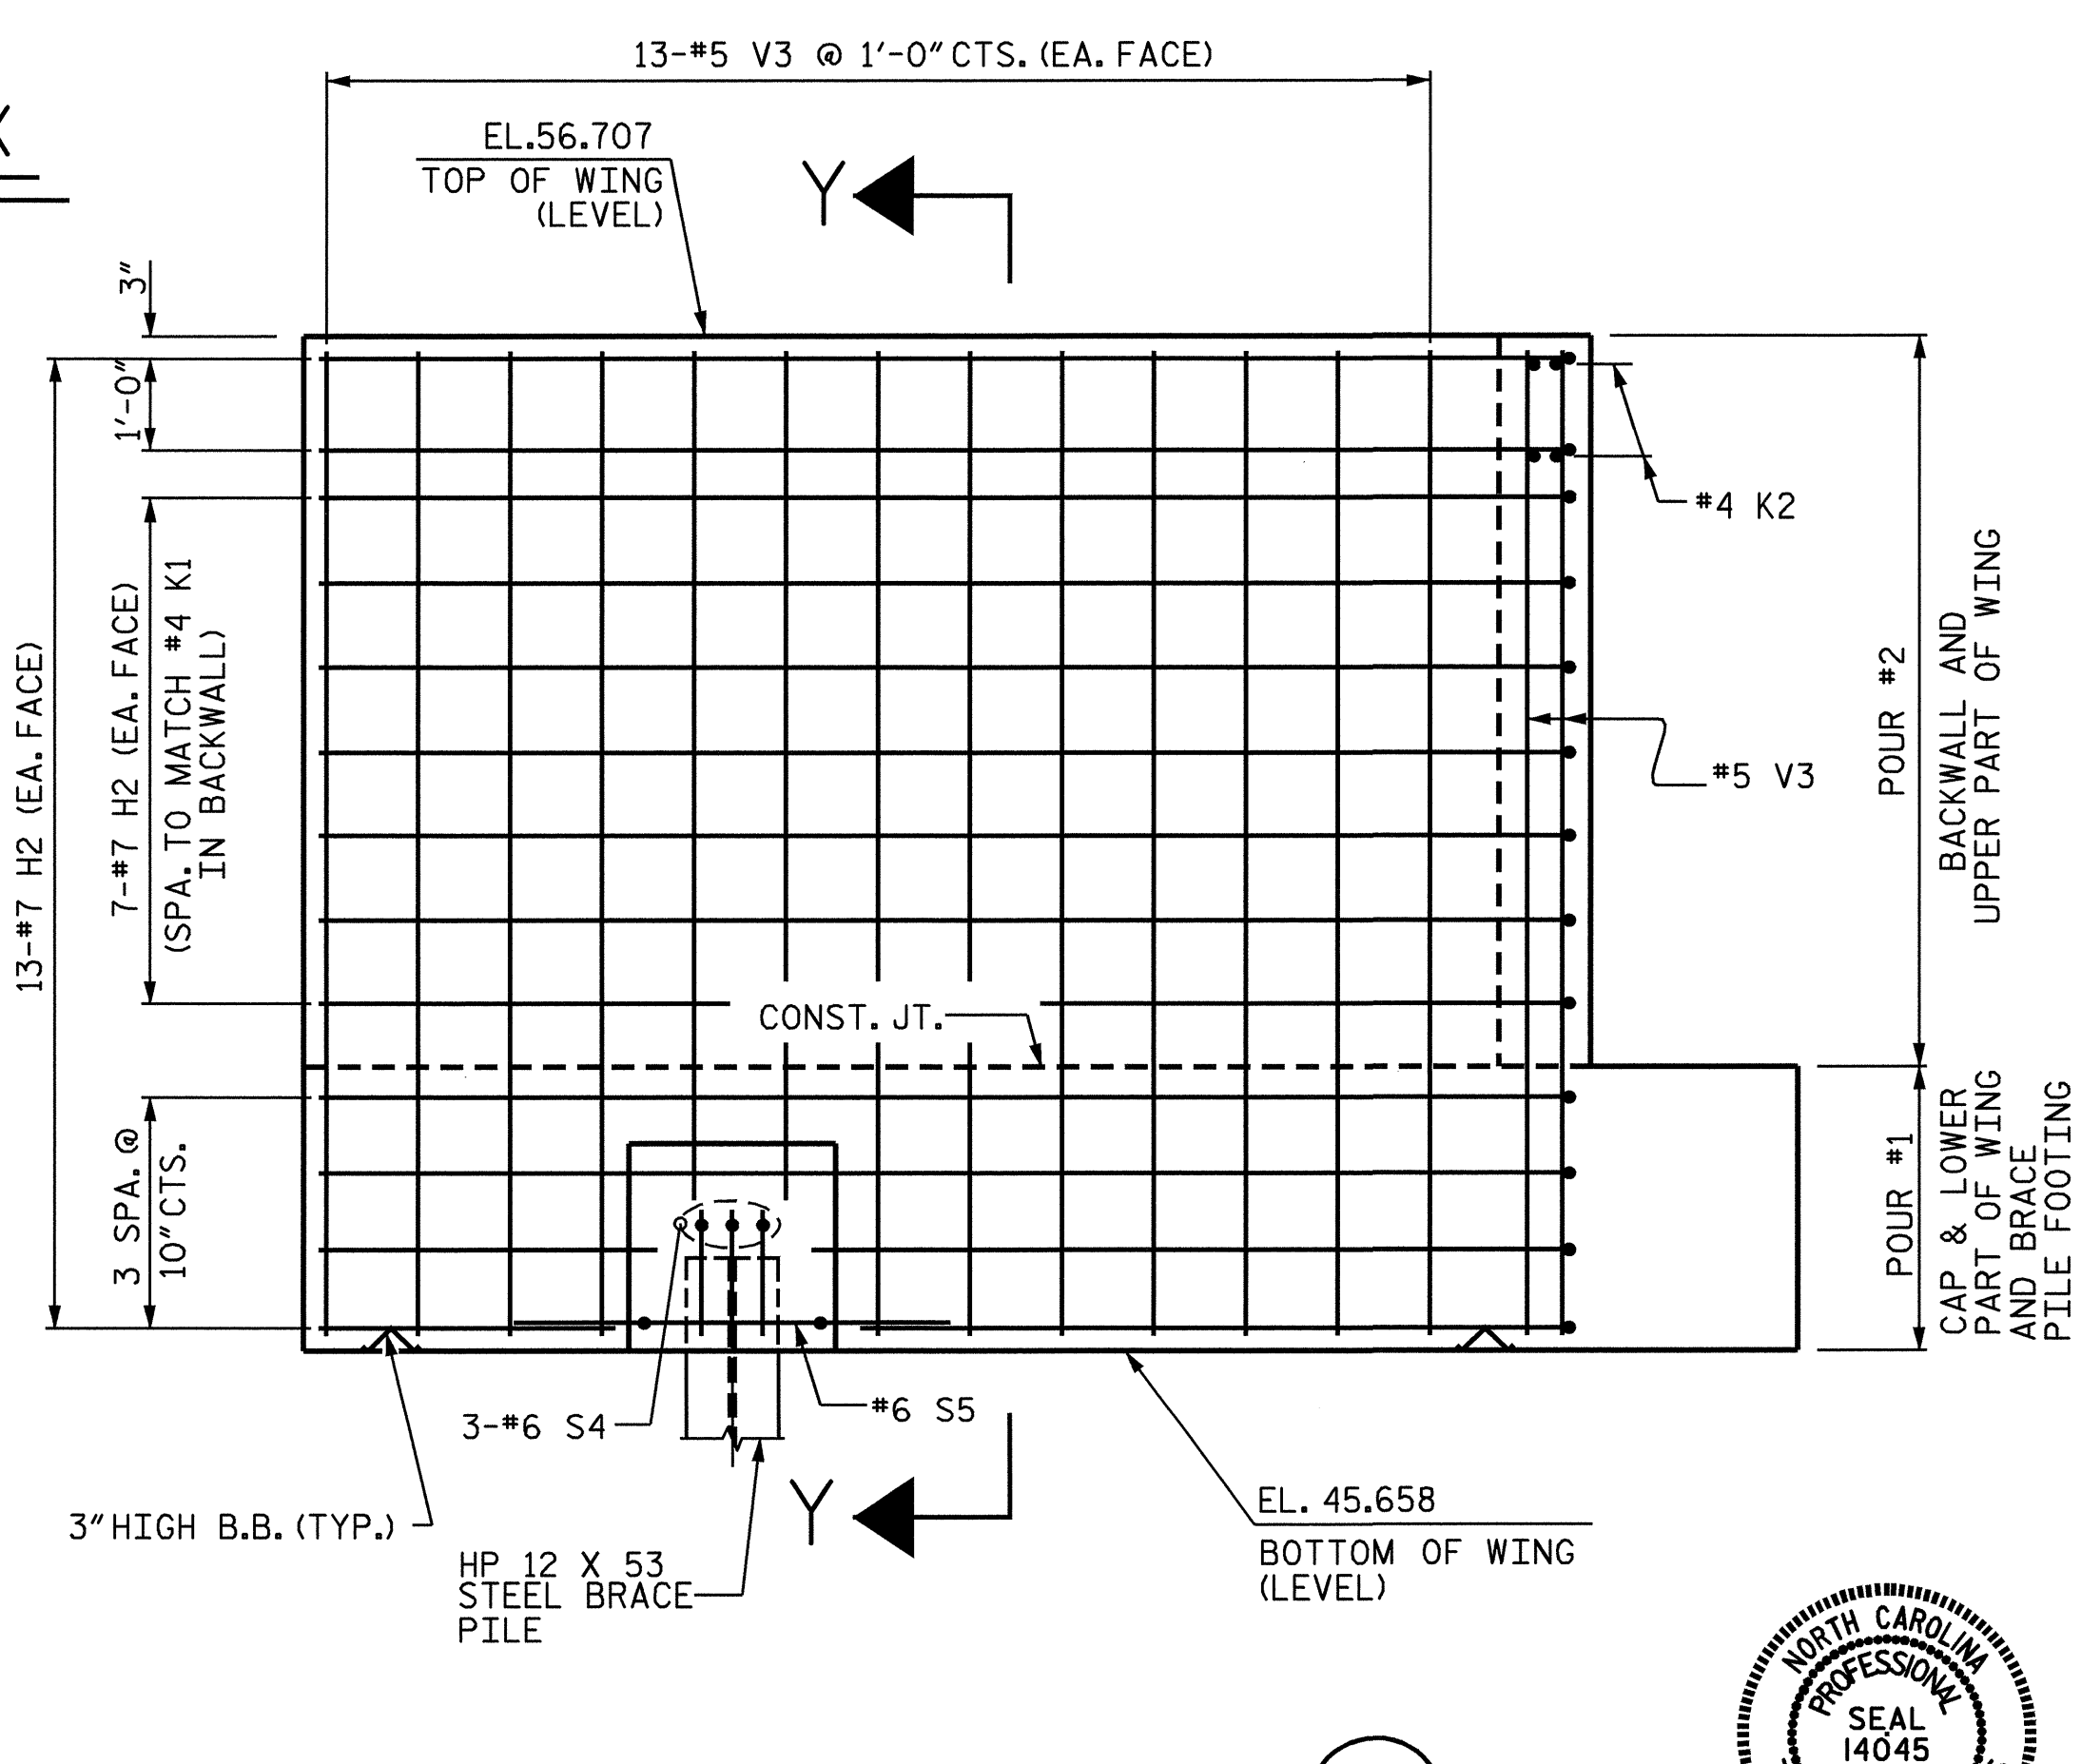 13-#5 V3 @ 1'-0" CTS. (EA. FACE)
X
EL.56.707
TOP OF WING
(LEVEL)
Y
3"
1'-0"
#4 K2
13-#7 H2 (EA. FACE)
7-#7 H2 (EA. FACE)
(SPA. TO MATCH #4 K1
IN BACKWALL)
#5 V3
POUR #2
BACKWALL AND
UPPER PART OF WING
CONST. JT.
3 SPA. @
10" CTS.
POUR #1
CAP & LOWER
PART OF WING
AND BRACE
PILE FOOTING
3-#6 S4
#6 S5
Y
3" HIGH B.B. (TYP.)
HP 12 X 53
STEEL BRACE
PILE
EL. 45.658
BOTTOM OF WING
(LEVEL)
NORTH CAROLINA
PROFESSIONAL
SEAL
14045